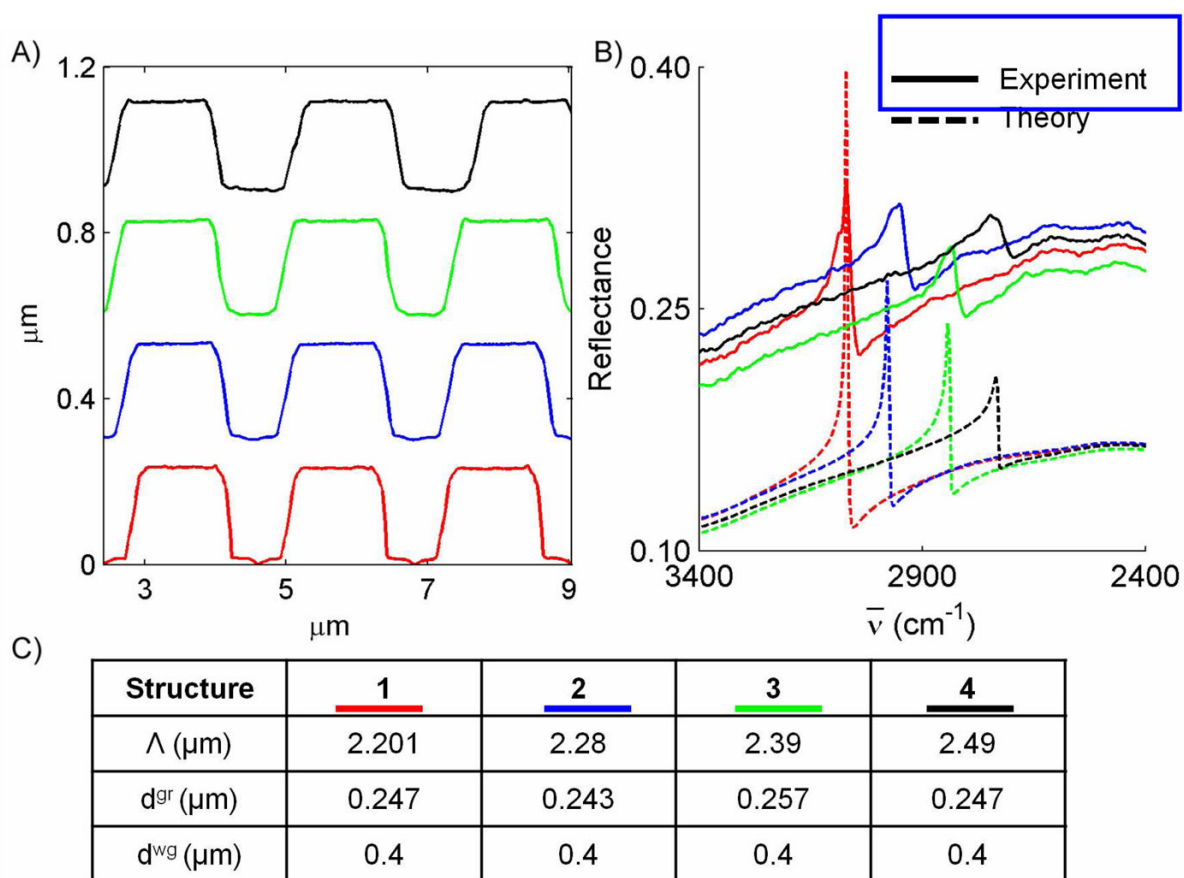 A)
1.2
0.8
μm
0.4
0
3
5
7
9
μm
B)
0.40
Experiment
Theory
Reflectance
0.25
0.10
3400
2900
2400
ν̅ (cm⁻¹)
C)
Structure 1 2 3 4
Λ (μm) 2.201 2.28 2.39 2.49
dᵍʳ (μm) 0.247 0.243 0.257 0.247
dʷᵍ (μm) 0.4 0.4 0.4 0.4